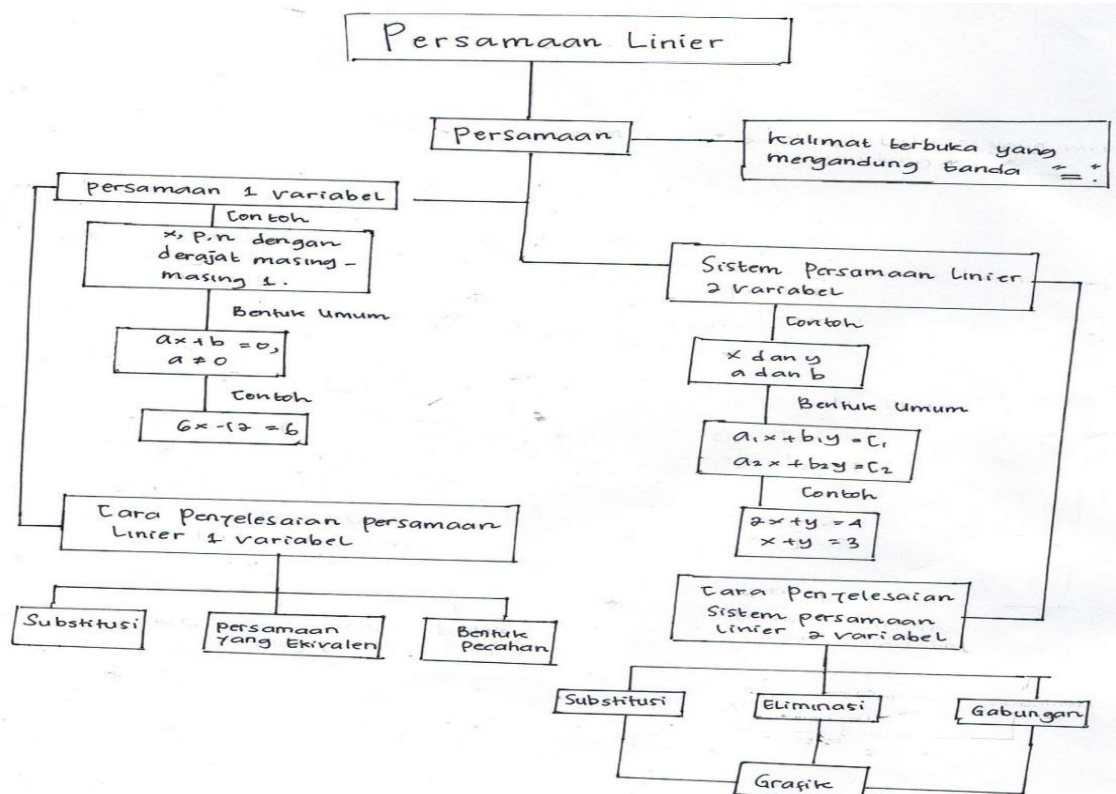 Persamaan Linier
Persamaan
Kalimat terbuka yang
mengandung tanda "=".
persamaan 1 variabel
Contoh
x, p, n dengan
derajat masing -
masing 1.
Bentuk Umum
ax + b = 0,
a ≠ 0
Contoh
6x - 12 = 6
Cara Penyelesaian persamaan
Linier 1 variabel
Substitusi
persamaan
yang Ekivalen
Bentuk
Pecahan
Sistem Persamaan Linier
2 variabel
Contoh
x dan y
a dan b
Bentuk Umum
a₁x + b₁y = C₁
a₂x + b₂y = C₂
Contoh
2x + y = 4
x + y = 3
Cara Penyelesaian
Sistem persamaan
Linier 2 variabel
Substitusi
Eliminasi
Gabungan
Grafik